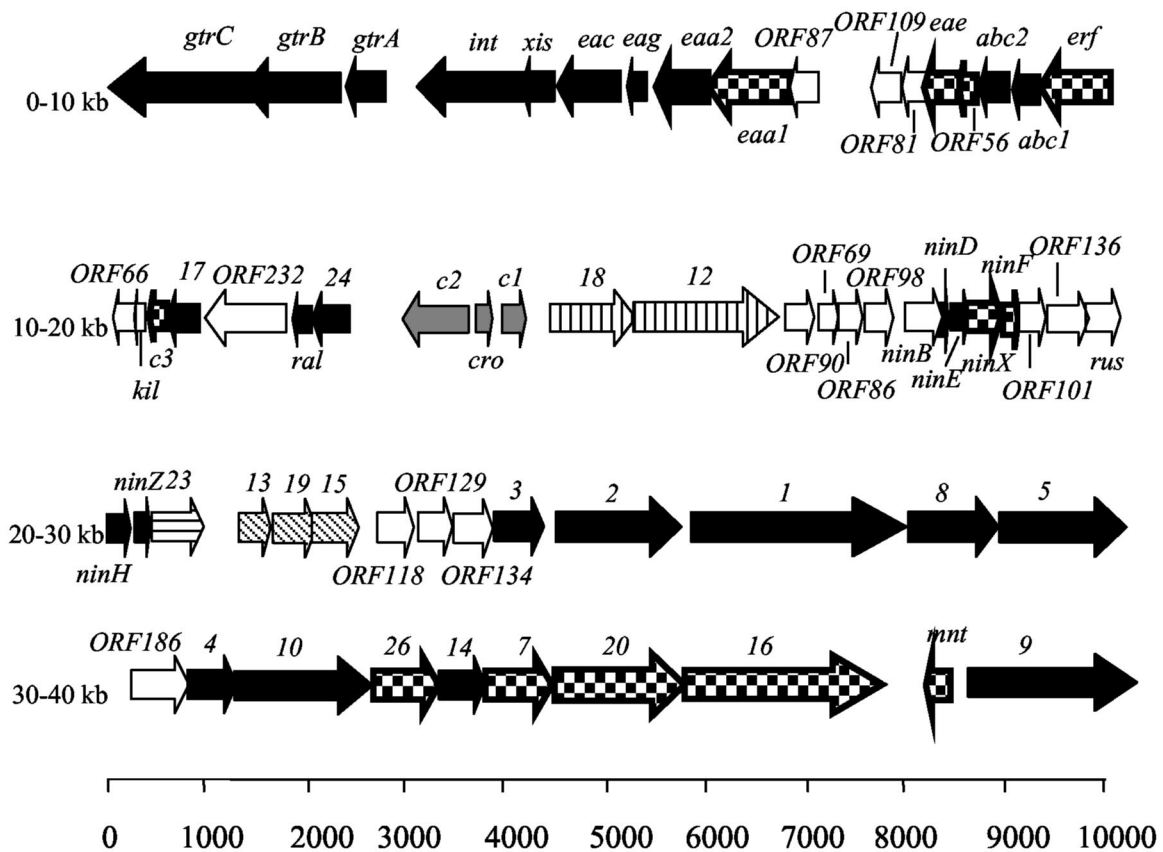 gtrC gtrB gtrA int xis eac eag eaa2 ORF87 ORF109 eae abc2 erf
0-10 kb
eaa1 ORF81 ORF56 abc1
ORF66 17 ORF232 24 c2 c1 18 12 ORF69 ORF98 ninD ninF ORF136
10-20 kb
kil c3 ral cro ORF90 ORF86 ninB ninE ninX ORF101 rus
ninZ 23 13 19 15 ORF129 3 2 1 8 5
20-30 kb
ninH ORF118 ORF134
ORF186 4 10 26 14 7 20 16 mnt 9
30-40 kb
0 1000 2000 3000 4000 5000 6000 7000 8000 9000 10000